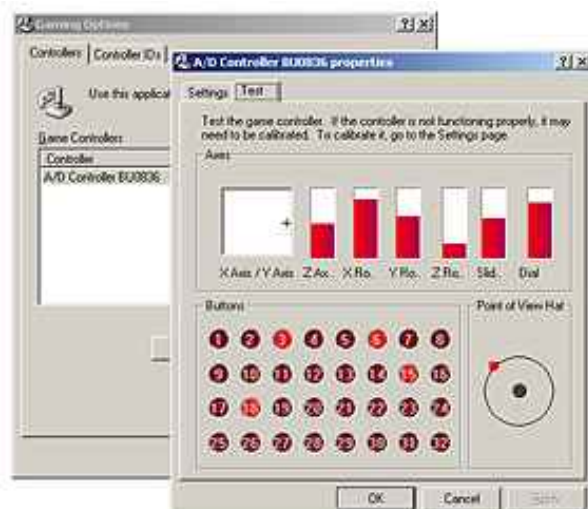 Gaming Options
Controllers Controller IDs
Use this applicat
Game Controllers
Controller
A/D Controller BU0836
A/D Controller BU0836 properties
Settings Test
Test the game controller. If the controller is not functioning properly, it may
need to be calibrated. To calibrate it, go to the Settings page.
Axes
X Axis / Y Axis Z Ax.. X Ro.. Y Ro.. Z Ro.. Slid.. Dial
Buttons
1 2 3 4 5 6 7 8
9 10 11 12 13 14 15 16
17 18 19 20 21 22 23 24
25 26 27 28 29 30 31 32
Point of View Hat
OK Cancel Apply